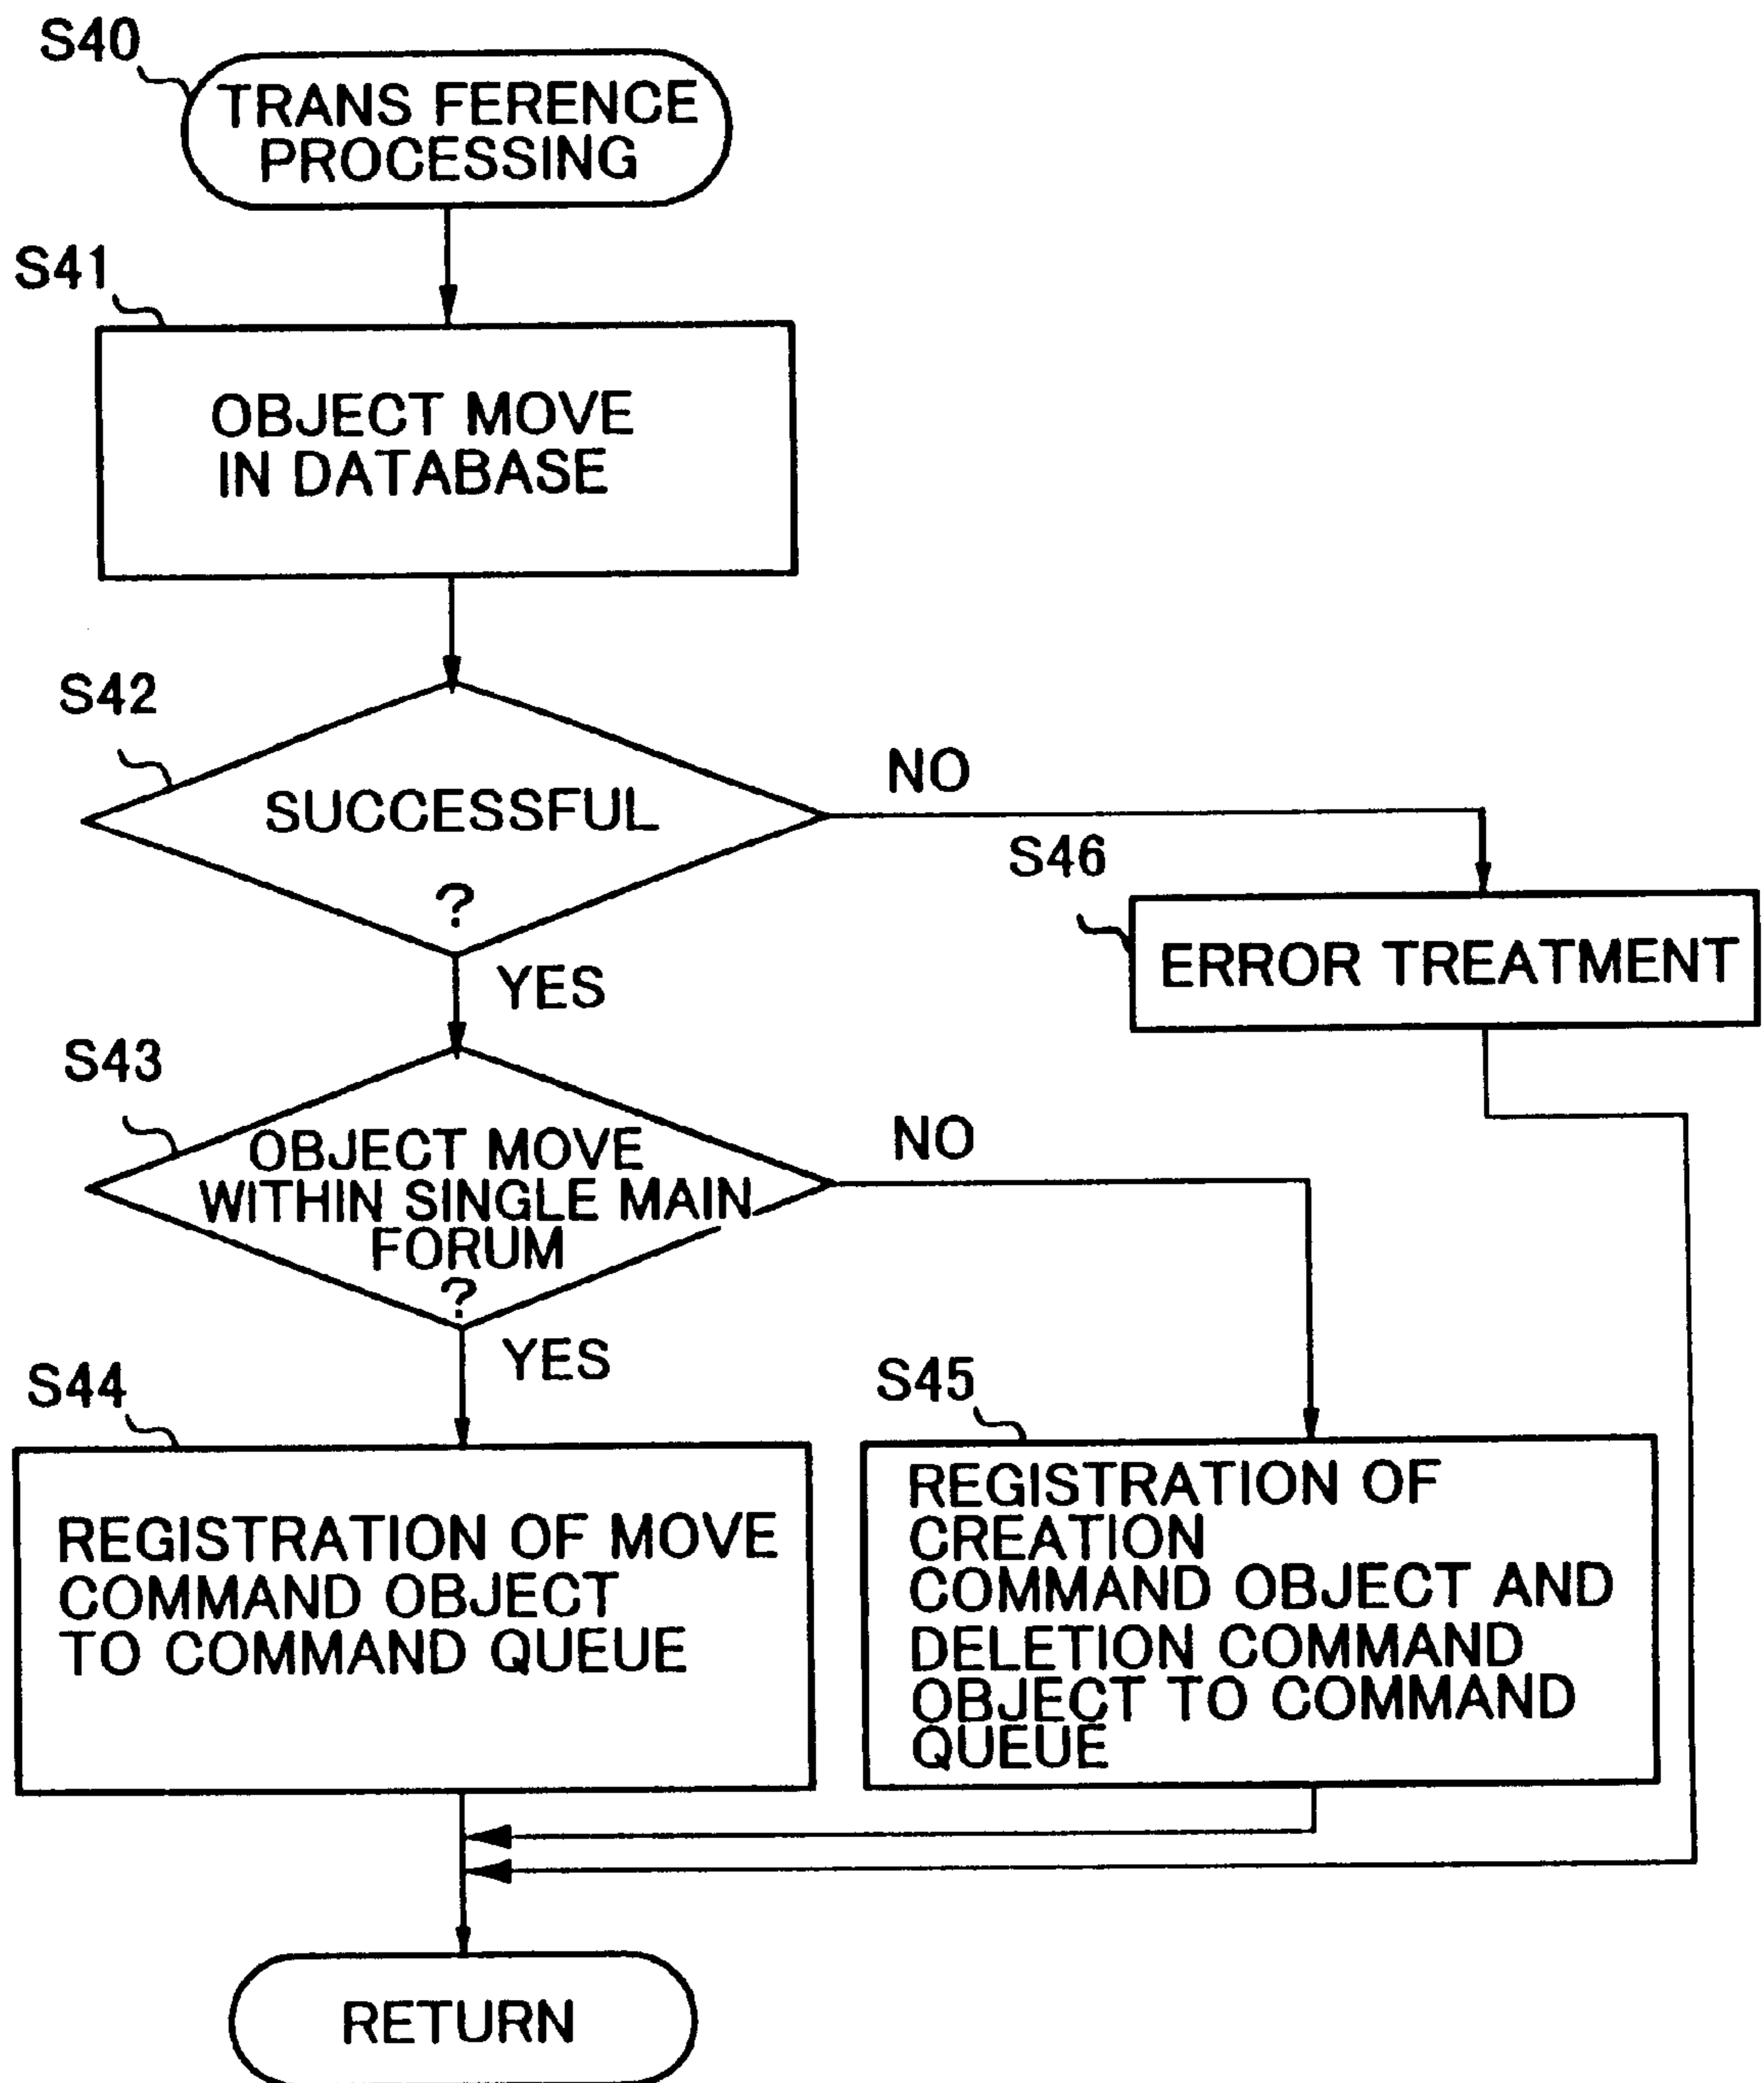 S40
TRANS FERENCE
PROCESSING
S41
OBJECT MOVE
IN DATABASE
S42
SUCCESSFUL
?
NO
YES
S46
ERROR TREATMENT
S43
OBJECT MOVE
WITHIN SINGLE MAIN
FORUM
?
NO
YES
S44
REGISTRATION OF MOVE
COMMAND OBJECT
TO COMMAND QUEUE
S45
REGISTRATION OF
CREATION
COMMAND OBJECT AND
DELETION COMMAND
OBJECT TO COMMAND
QUEUE
RETURN